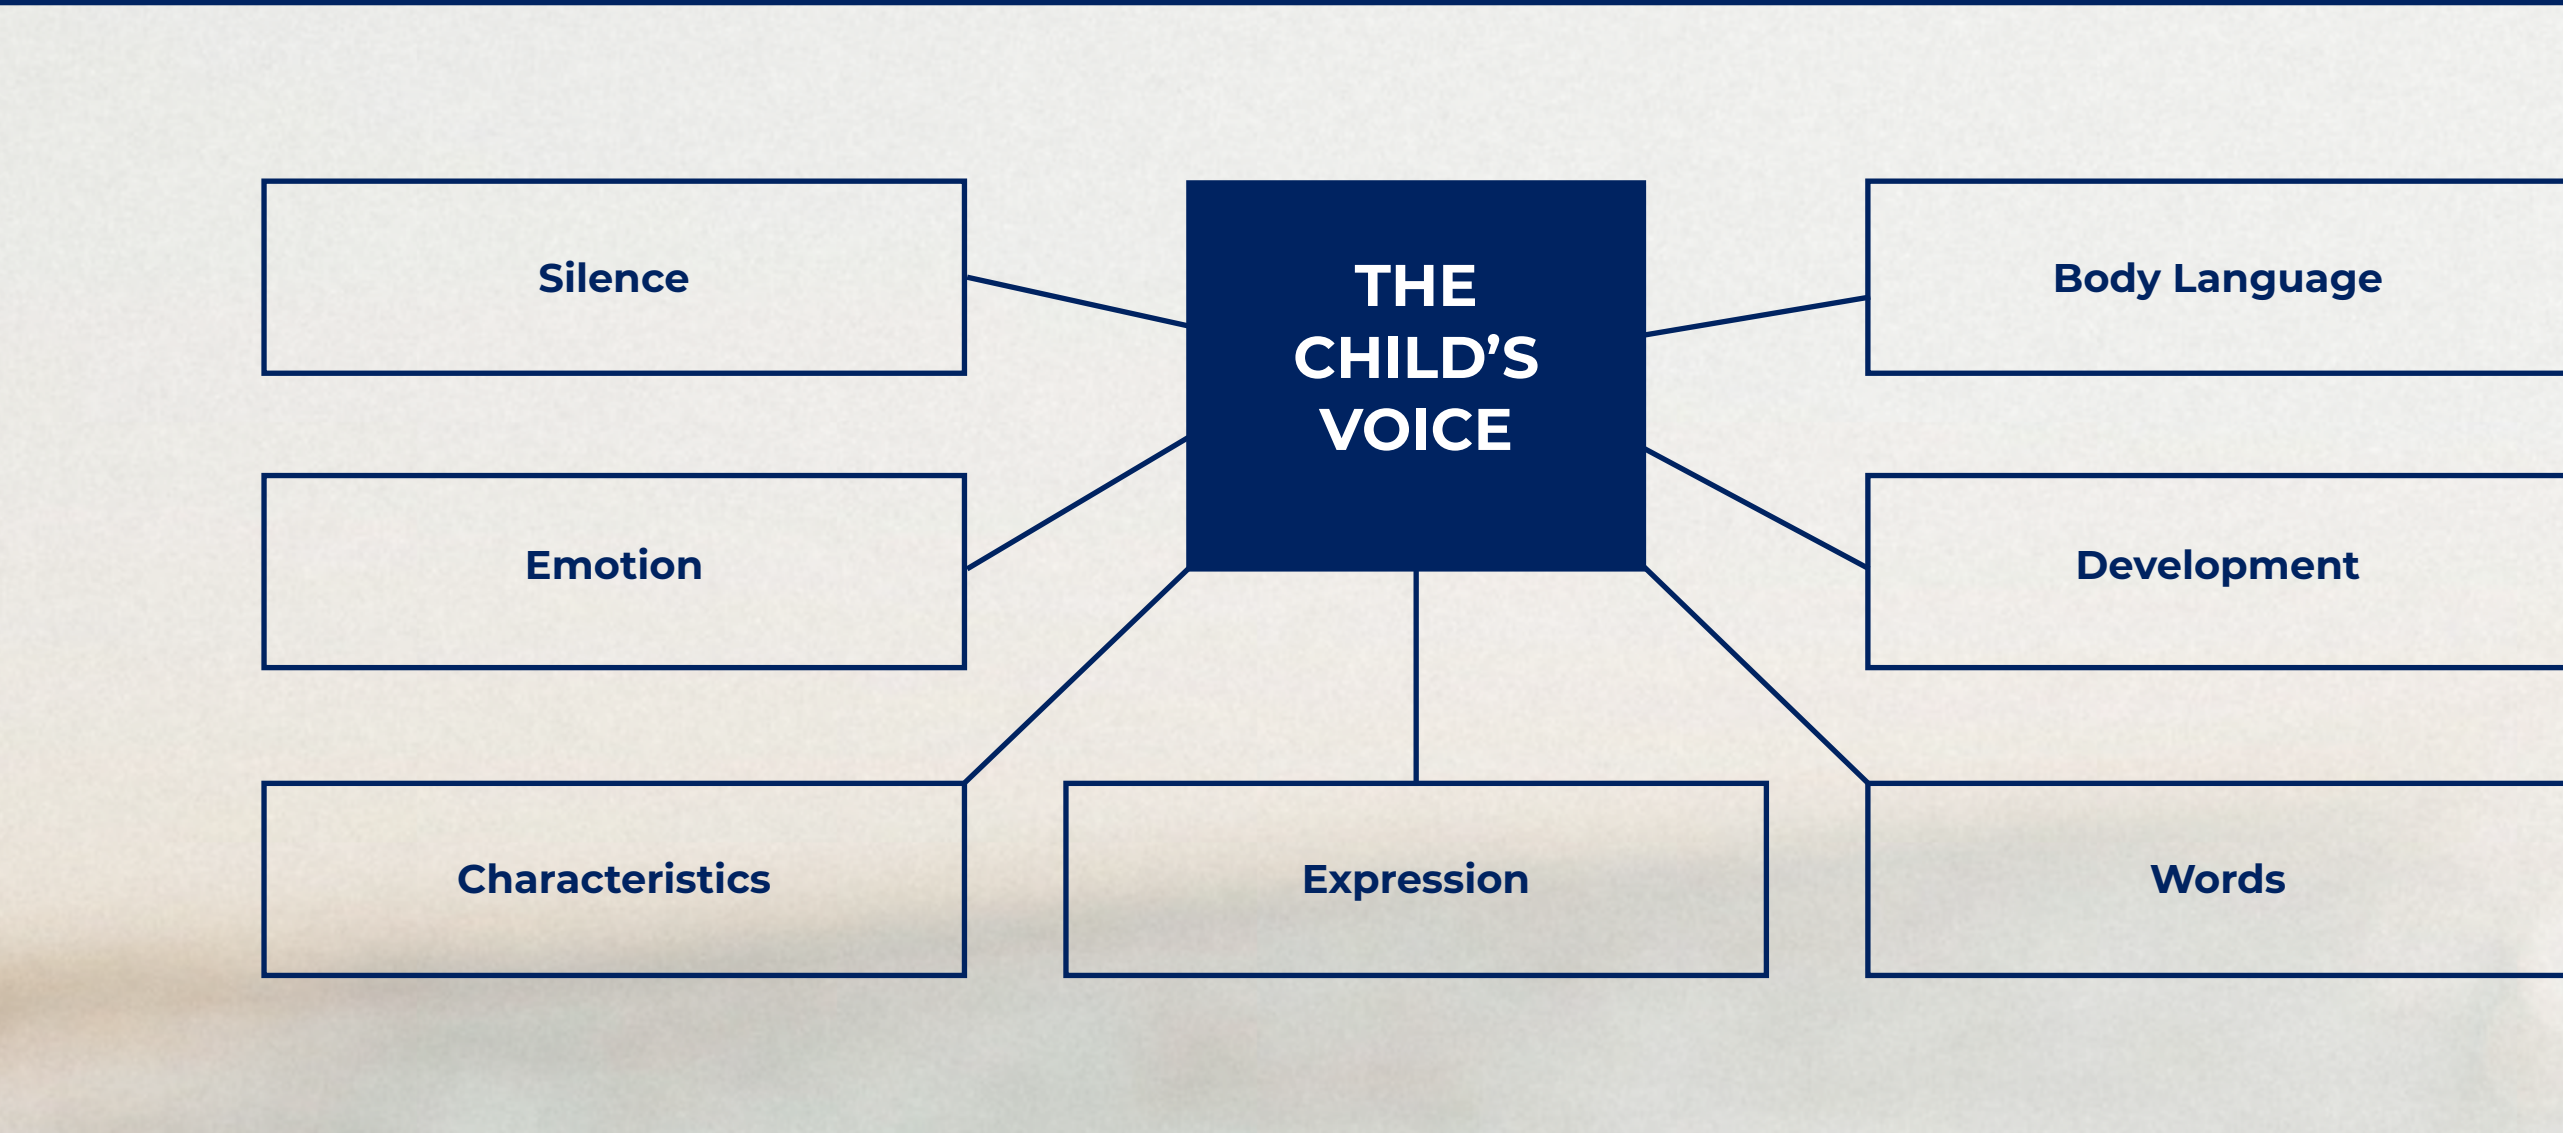 THE
CHILD’S
VOICE
Silence
Body Language
Emotion
Development
Characteristics
Expression
Words